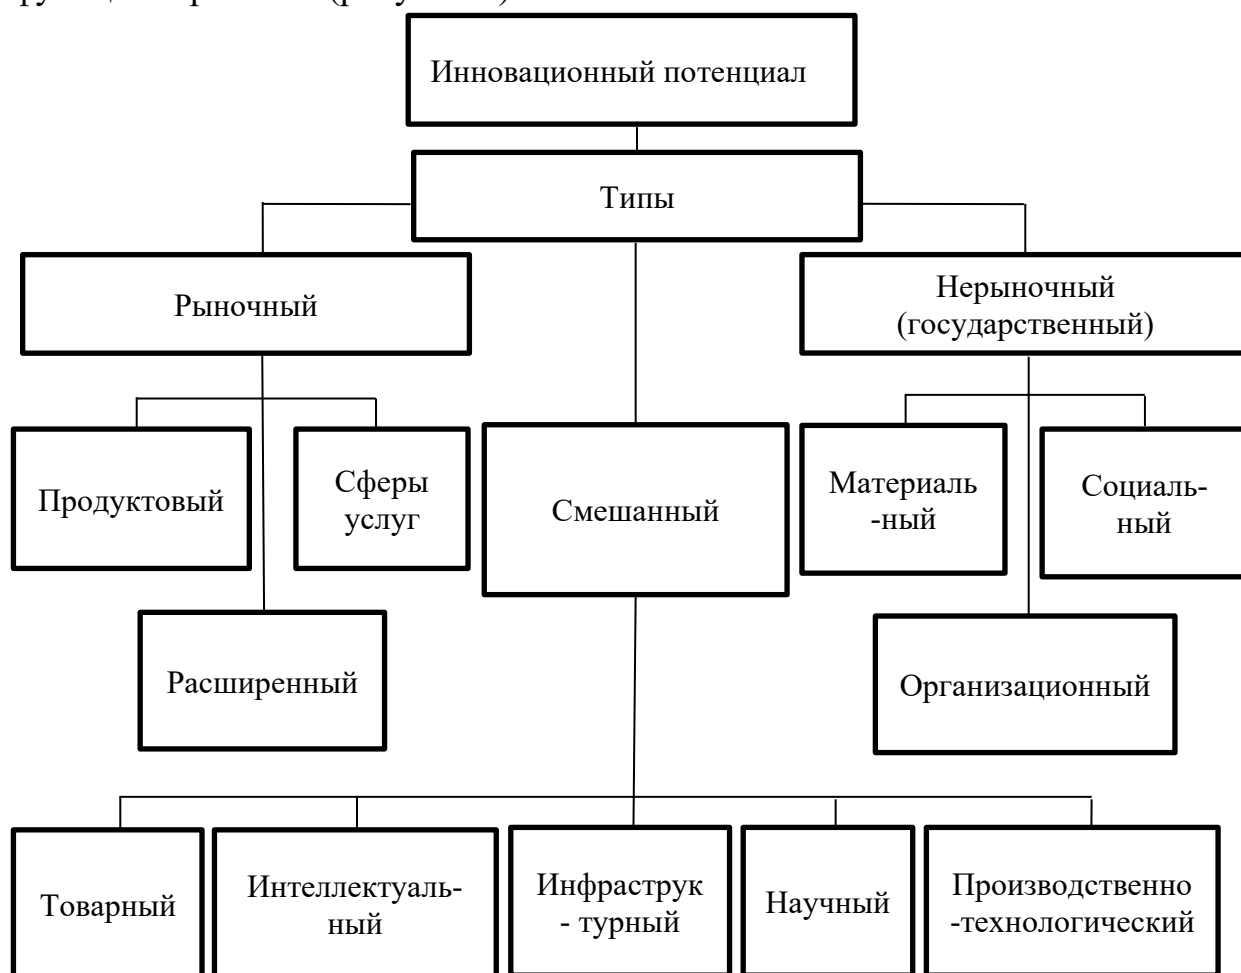 Инновационный потенциал
Типы
Рыночный
Нерыночный
(государственный)
Продуктовый
Сферы
услуг
Смешанный
Материаль
-ный
Социаль-
ный
Расширенный
Организационный
Товарный
Интеллектуаль-
ный
Инфраструк
- турный
Научный
Производственно
-технологический